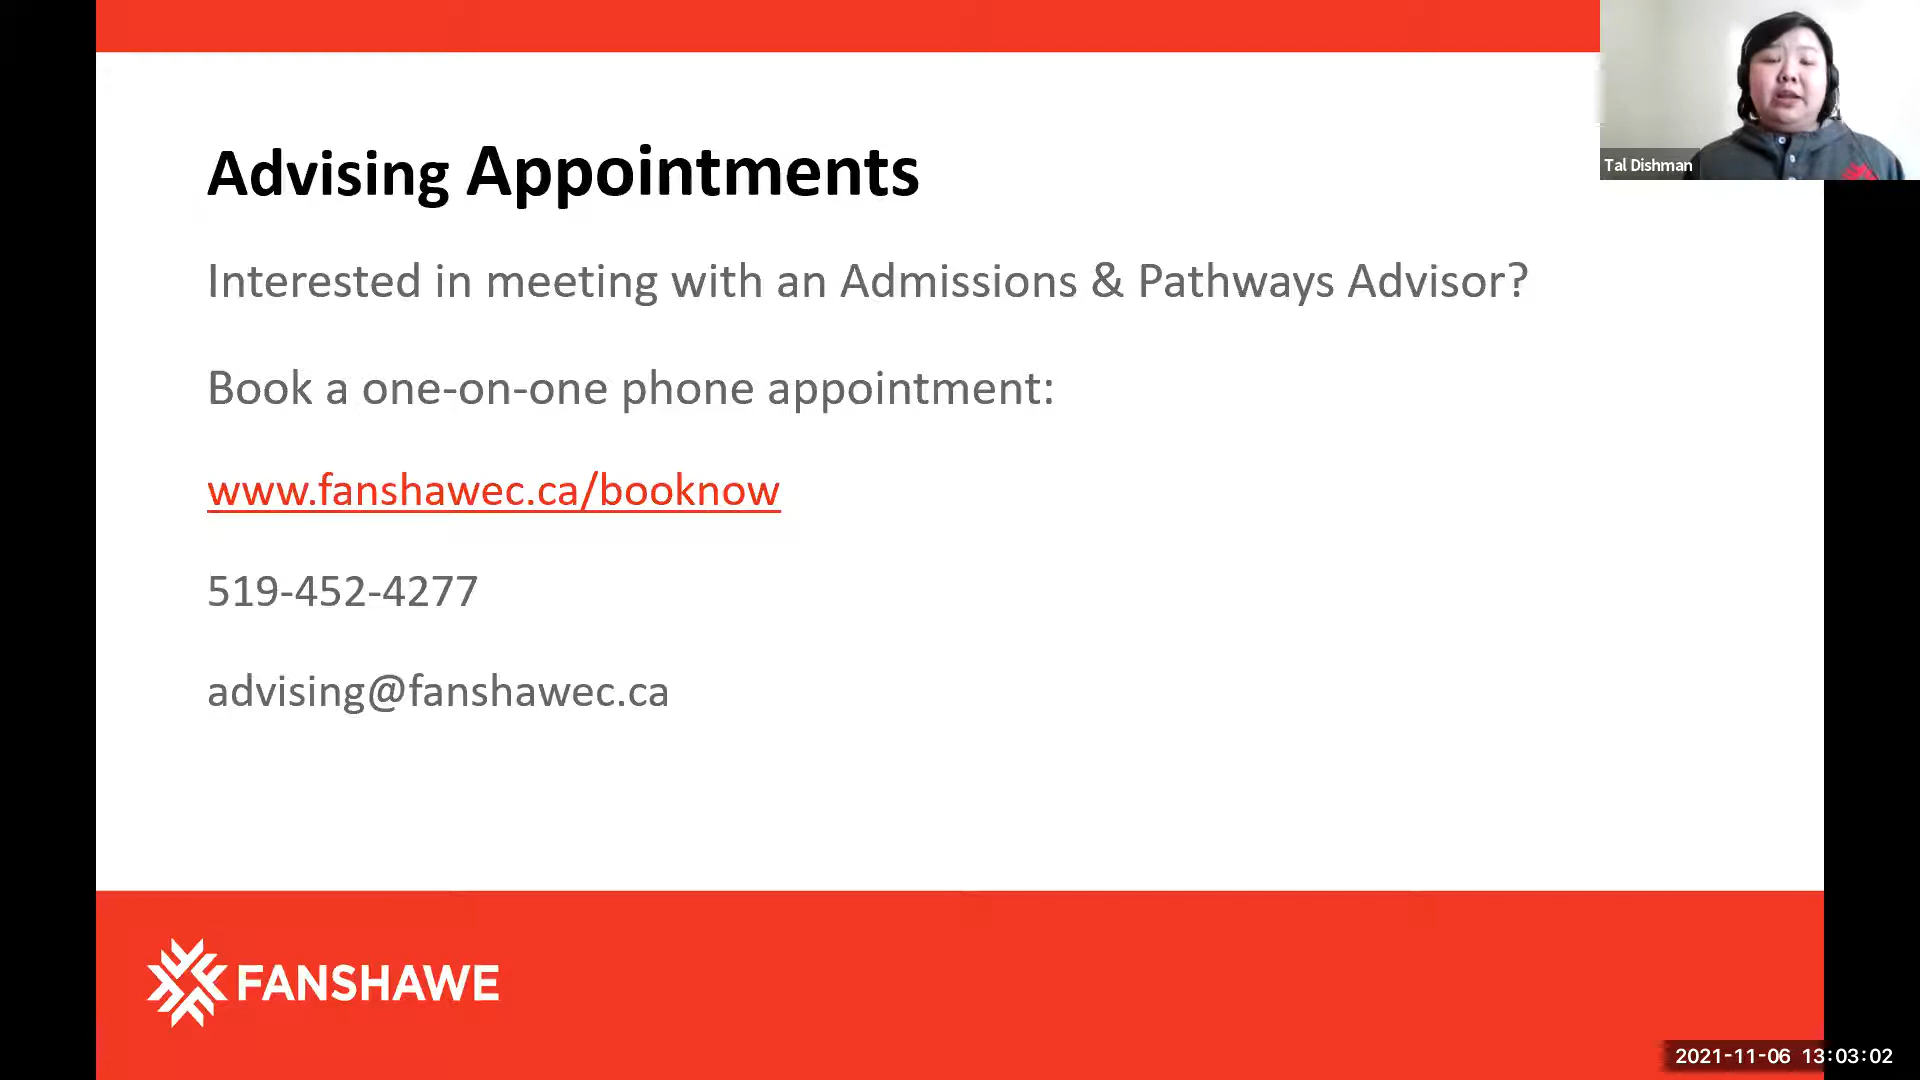 Advising Appointments
Interested in meeting with an Admissions & Pathways Advisor?
Book a one-on-one phone appointment:
www.fanshawec.ca/booknow
519-452-4277
advising@fanshawec.ca
FANSHAWE
Tal Dishman
2021-11-06 13:03:02